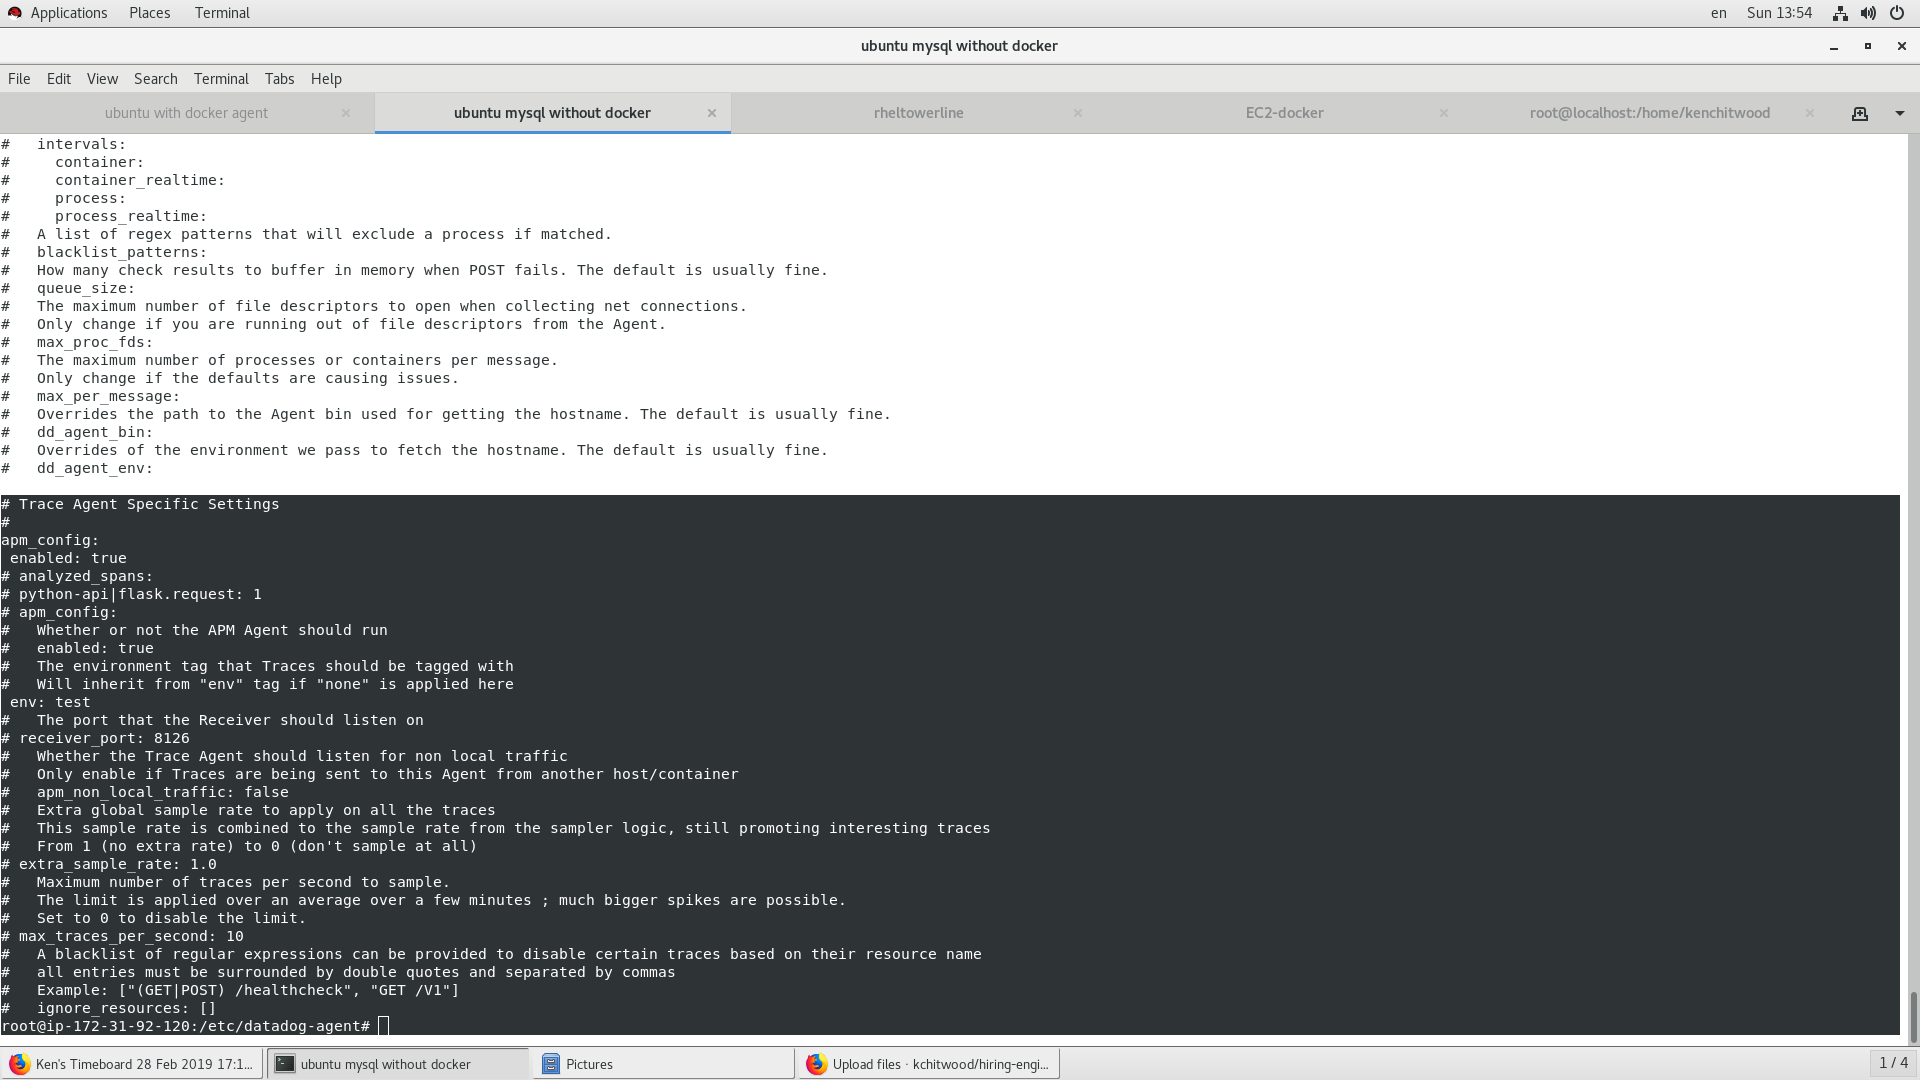 Applications Places Terminal en Sun 13:54
ubuntu mysql without docker
File Edit View Search Terminal Tabs Help
ubuntu with docker agent ubuntu mysql without docker rheltowerline EC2-docker root@localhost:/home/kenchitwood
#   intervals:
#     container:
#     container_realtime:
#     process:
#     process_realtime:
#   A list of regex patterns that will exclude a process if matched.
#   blacklist_patterns:
#   How many check results to buffer in memory when POST fails. The default is usually fine.
#   queue_size:
#   The maximum number of file descriptors to open when collecting net connections.
#   Only change if you are running out of file descriptors from the Agent.
#   max_proc_fds:
#   The maximum number of processes or containers per message.
#   Only change if the defaults are causing issues.
#   max_per_message:
#   Overrides the path to the Agent bin used for getting the hostname. The default is usually fine.
#   dd_agent_bin:
#   Overrides of the environment we pass to fetch the hostname. The default is usually fine.
#   dd_agent_env:
# Trace Agent Specific Settings
#
apm_config:
 enabled: true
# analyzed_spans:
# python-api|flask.request: 1
# apm_config:
#   Whether or not the APM Agent should run
#   enabled: true
#   The environment tag that Traces should be tagged with
#   Will inherit from "env" tag if "none" is applied here
 env: test
#   The port that the Receiver should listen on
# receiver_port: 8126
#   Whether the Trace Agent should listen for non local traffic
#   Only enable if Traces are being sent to this Agent from another host/container
#   apm_non_local_traffic: false
#   Extra global sample rate to apply on all the traces
#   This sample rate is combined to the sample rate from the sampler logic, still promoting interesting traces
#   From 1 (no extra rate) to 0 (don't sample at all)
# extra_sample_rate: 1.0
#   Maximum number of traces per second to sample.
#   The limit is applied over an average over a few minutes ; much bigger spikes are possible.
#   Set to 0 to disable the limit.
# max_traces_per_second: 10
#   A blacklist of regular expressions can be provided to disable certain traces based on their resource name
#   all entries must be surrounded by double quotes and separated by commas
#   Example: ["(GET|POST) /healthcheck", "GET /V1"]
#   ignore_resources: []
root@ip-172-31-92-120:/etc/datadog-agent#
Ken's Timeboard 28 Feb 2019 17:1... ubuntu mysql without docker Pictures Upload files · kchitwood/hiring-engi... 1 / 4